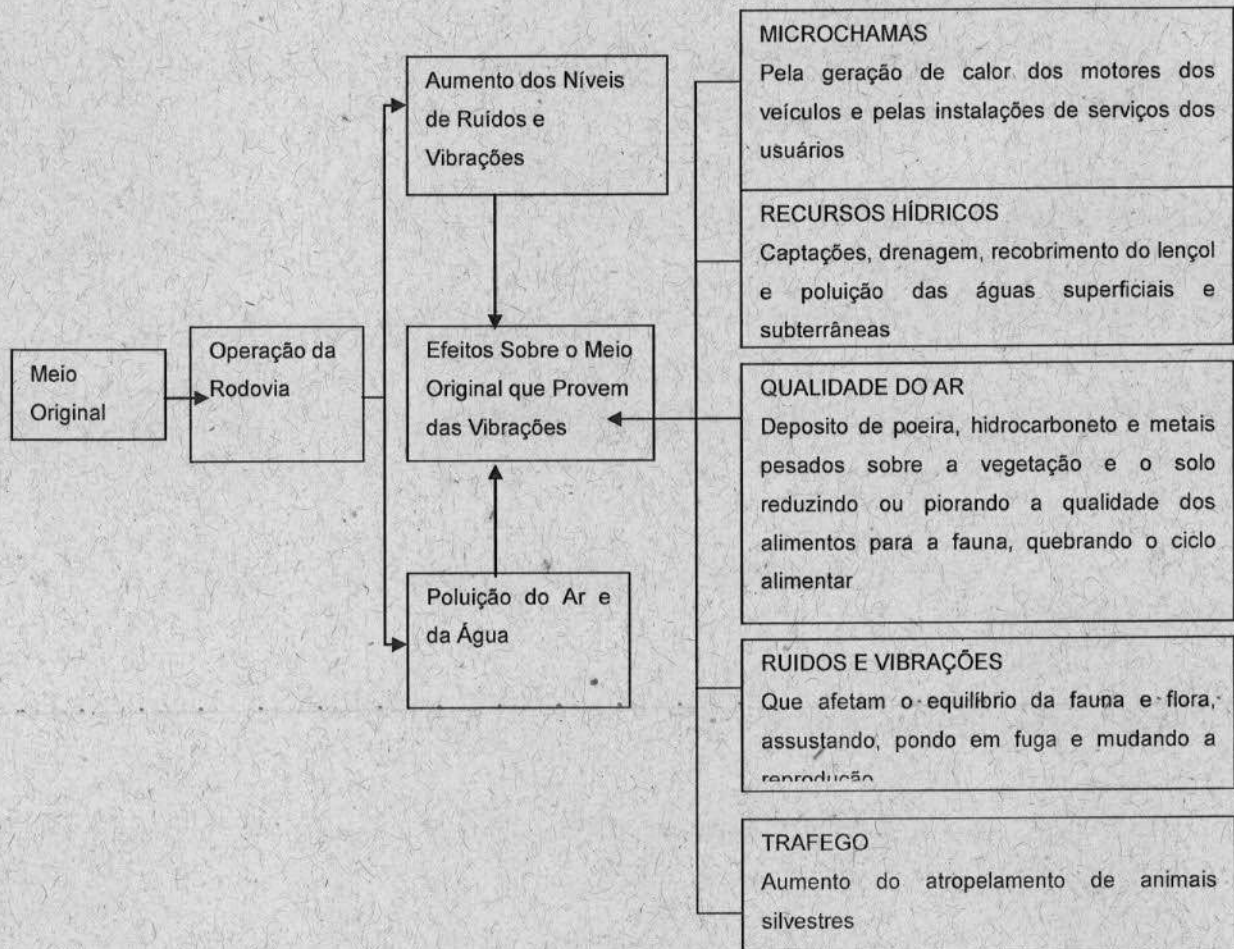 Meio
Original
Operação da
Rodovia
Aumento dos Níveis
de Ruídos e
Vibrações
Efeitos Sobre o Meio
Original que Provem
das Vibrações
Poluição do Ar e
da Água
MICROCHAMAS
Pela geração de calor dos motores dos
veículos e pelas instalações de serviços dos
usuários
RECURSOS HÍDRICOS
Captações, drenagem, recobrimento do lençol
e poluição das águas superficiais e
subterrâneas
QUALIDADE DO AR
Deposito de poeira, hidrocarboneto e metais
pesados sobre a vegetação e o solo
reduzindo ou piorando a qualidade dos
alimentos para a fauna, quebrando o ciclo
alimentar
RUIDOS E VIBRAÇÕES
Que afetam o equilíbrio da fauna e flora,
assustando, pondo em fuga e mudando a
reprodução
TRAFEGO
Aumento do atropelamento de animais
silvestres